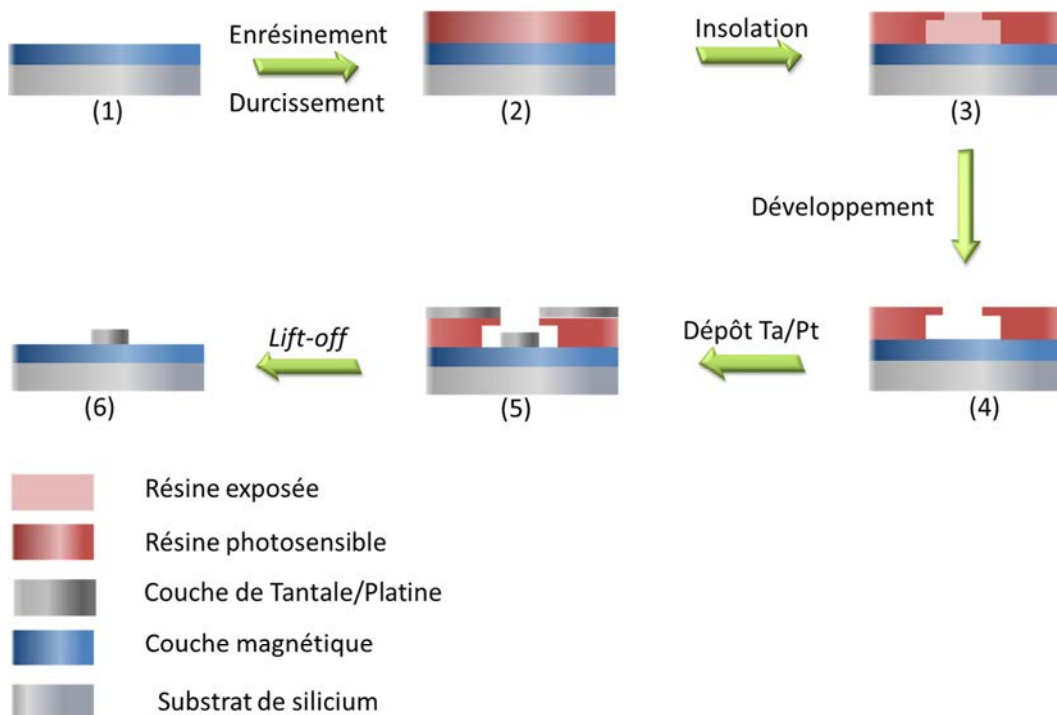 Enrésinement
Durcissement
Insolation
(1)
(2)
(3)
Développement
Lift-off
Dépôt Ta/Pt
(6)
(5)
(4)
Résine exposée
Résine photosensible
Couche de Tantale/Platine
Couche magnétique
Substrat de silicium